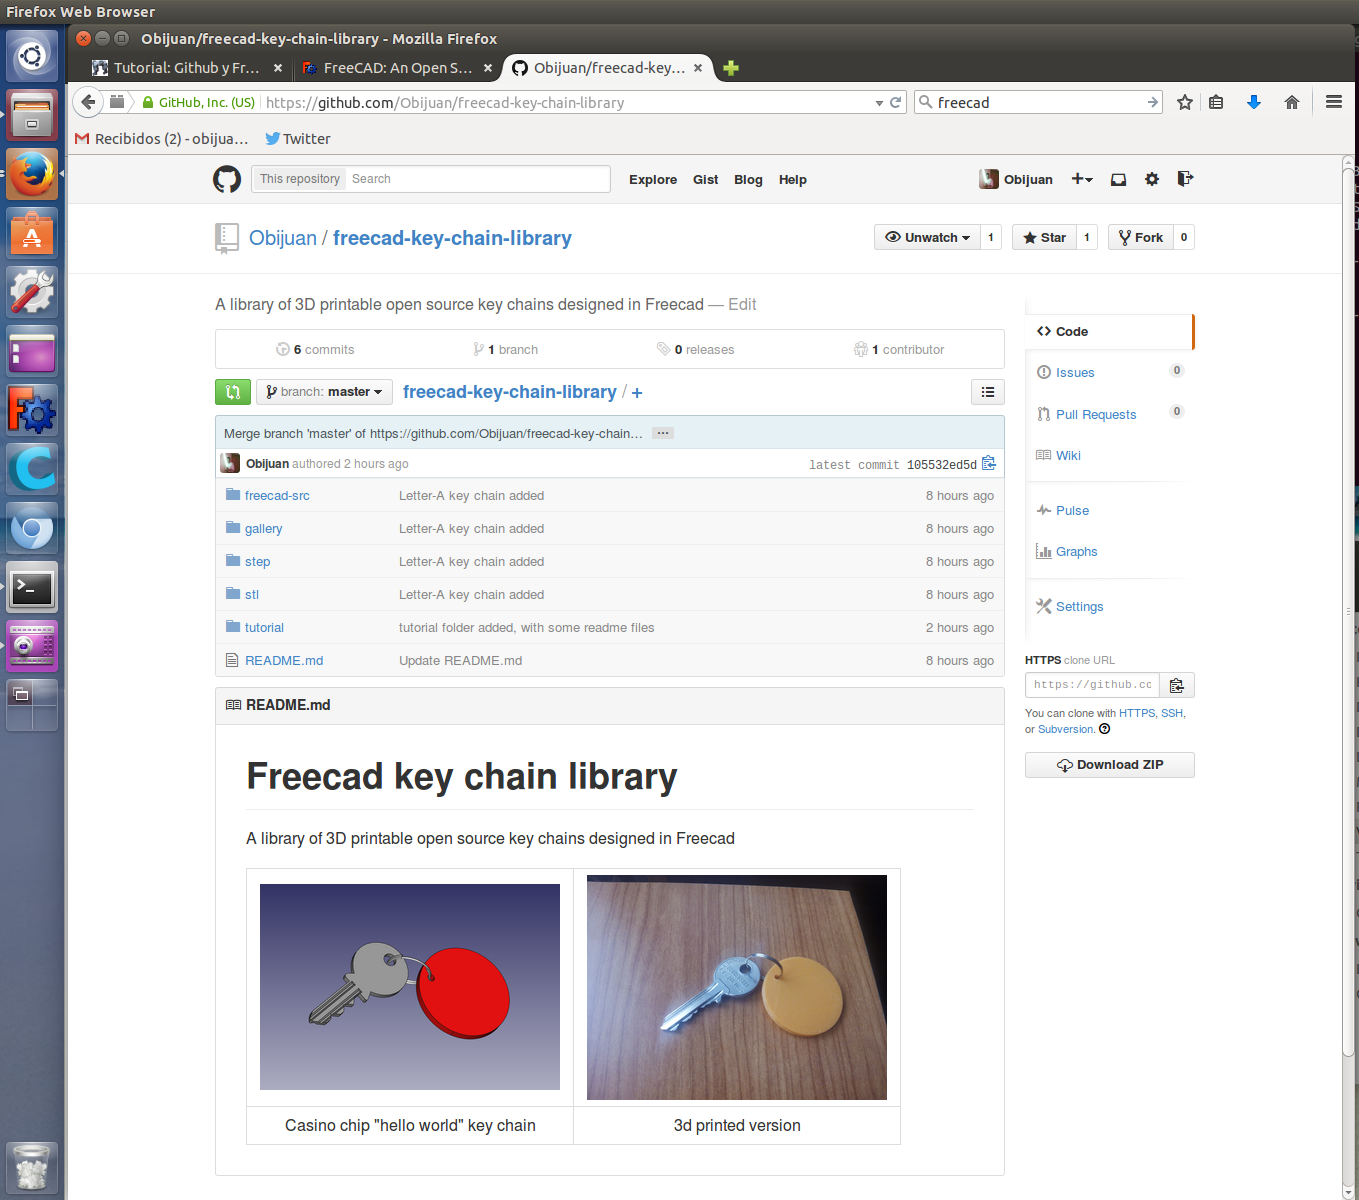 Firefox Web Browser
Obijuan/freecad-key-chain-library - Mozilla Firefox
Tutorial: Github y Fr... × FreeCAD: An Open S... × Obijuan/freecad-key... ×
GitHub, Inc. (US) https://github.com/Obijuan/freecad-key-chain-library freecad
Recibidos (2) - obijua... Twitter
This repository Search Explore Gist Blog Help Obijuan
Obijuan / freecad-key-chain-library Unwatch 1 Star 1 Fork 0
A library of 3D printable open source key chains designed in Freecad — Edit
6 commits 1 branch 0 releases 1 contributor
branch: master freecad-key-chain-library / +
Merge branch 'master' of https://github.com/Obijuan/freecad-key-chain… …
Obijuan authored 2 hours ago latest commit 105532ed5d
freecad-src Letter-A key chain added 8 hours ago
gallery Letter-A key chain added 8 hours ago
step Letter-A key chain added 8 hours ago
stl Letter-A key chain added 8 hours ago
tutorial tutorial folder added, with some readme files 2 hours ago
README.md Update README.md 8 hours ago
Code
Issues 0
Pull Requests 0
Wiki
Pulse
Graphs
Settings
HTTPS clone URL
https://github.cc
You can clone with HTTPS, SSH,
or Subversion.
Download ZIP
README.md
Freecad key chain library
A library of 3D printable open source key chains designed in Freecad
Casino chip "hello world" key chain 3d printed version